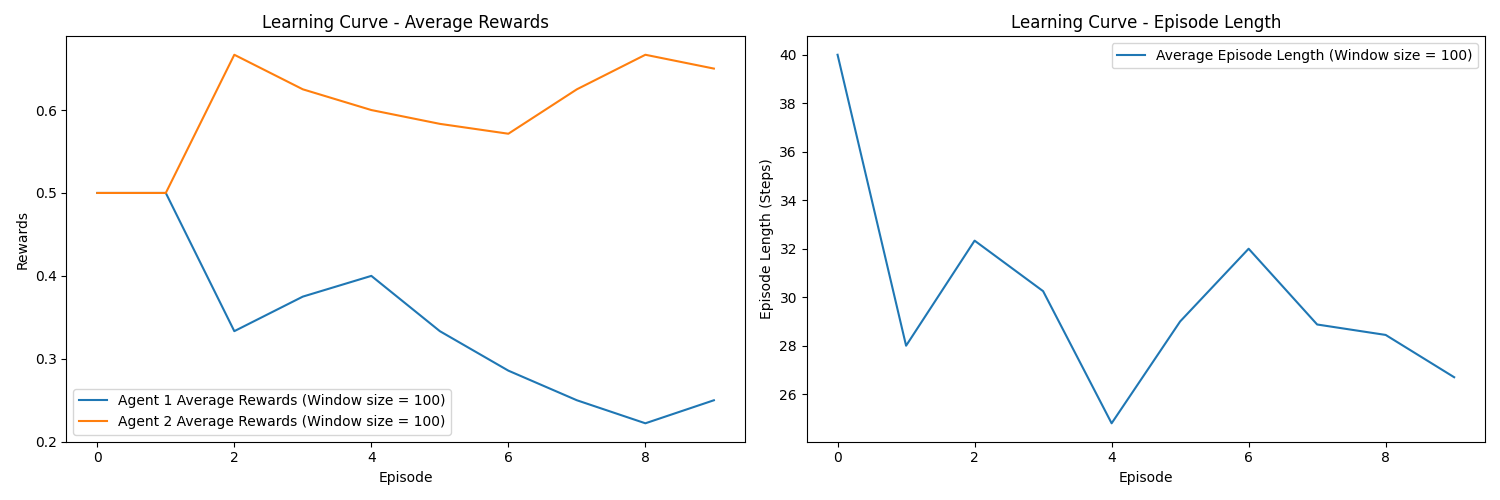 Learning Curve - Average Rewards
Rewards
0.6
0.5
0.4
0.3
0.2
Agent 1 Average Rewards (Window size = 100)
Agent 2 Average Rewards (Window size = 100)
0 2 4 6 8
Episode
Learning Curve - Episode Length
Episode Length (Steps)
40
38
36
34
32
30
28
26
Average Episode Length (Window size = 100)
0 2 4 6 8
Episode